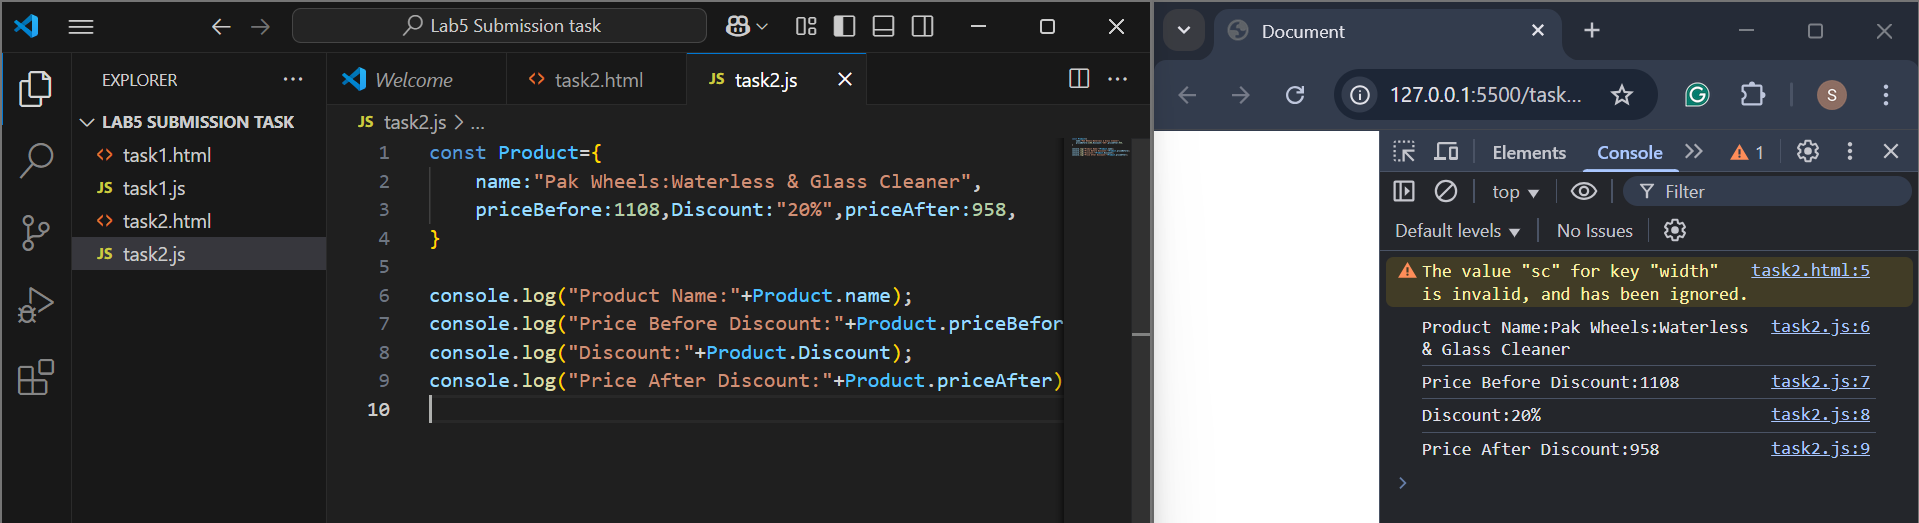 Lab5 Submission task
EXPLORER
LAB5 SUBMISSION TASK
<> task1.html
JS task1.js
<> task2.html
JS task2.js
Welcome
<> task2.html
JS task2.js
JS task2.js > ...
1 const Product={
2 name:"Pak Wheels:Waterless & Glass Cleaner",
3 priceBefore:1108,Discount:"20%",priceAfter:958,
4 }
5
6 console.log("Product Name:"+Product.name);
7 console.log("Price Before Discount:"+Product.priceBefor
8 console.log("Discount:"+Product.Discount);
9 console.log("Price After Discount:"+Product.priceAfter)
10
Document
127.0.0.1:5500/task...
S
Elements Console 1
top Filter
Default levels No Issues
The value "sc" for key "width" task2.html:5
is invalid, and has been ignored.
Product Name:Pak Wheels:Waterless task2.js:6
& Glass Cleaner
Price Before Discount:1108 task2.js:7
Discount:20% task2.js:8
Price After Discount:958 task2.js:9